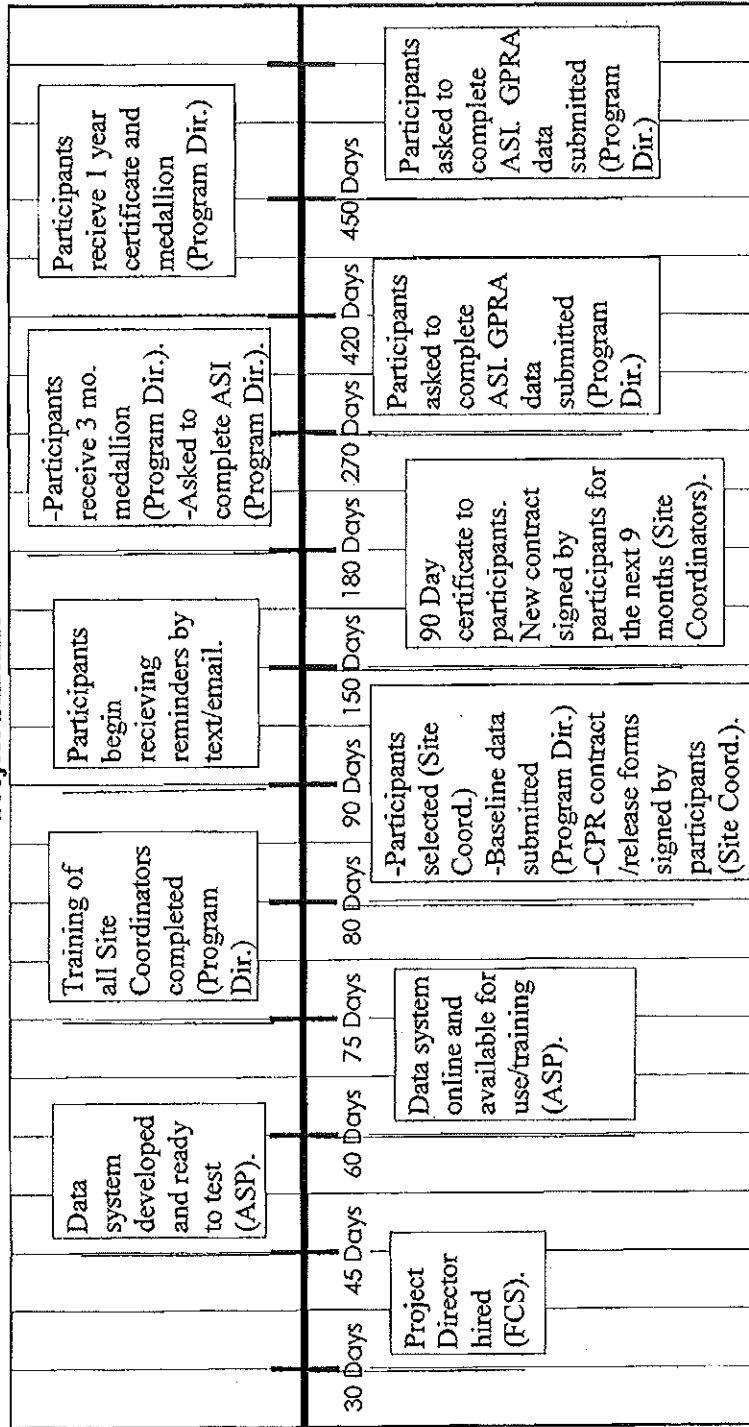 Participants
recieve 1 year
certificate and
medallion
(Program Dir.)
-Participants
receive 3 mo.
medallion
(Program Dir.).
-Asked to
complete ASI
(Program Dir.).
Participants
begin
recieving
reminders by
text/email.
Training of
all Site
Coordinators
completed
(Program
Dir.)
Data
system
developed
and ready
to test
(ASP).
30 Days
45 Days
60 Days
75 Days
80 Days
90 Days
150 Days
180 Days
270 Days
420 Days
450 Days
Project
Director
hired
(FCS).
Data system
online and
available for
use/training
(ASP).
-Participants
selected (Site
Coord.)
-Baseline data
submitted
(Program Dir.)
-CPR contract
/release forms
signed by
participants
(Site Coord.).
90 Day
certificate to
participants.
New contract
signed by
participants for
the next 9
months (Site
Coordinators).
Participants
asked to
complete
ASI. GPRA
data
submitted
(Program
Dir.)
Participants
asked to
complete
ASI. GPRA
data
submitted
(Program
Dir.)